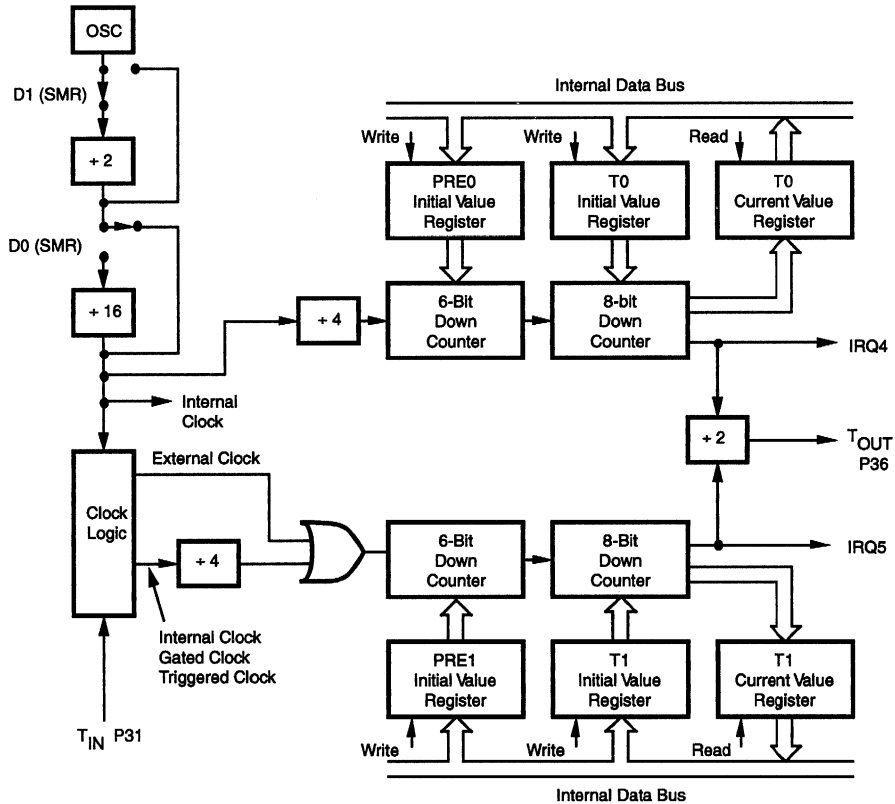 OSC
D1 (SMR)
÷ 2
D0 (SMR)
÷ 16
Internal Data Bus
Write
Write
Read
PRE0
Initial Value
Register
T0
Initial Value
Register
T0
Current Value
Register
÷ 4
6-Bit
Down
Counter
8-bit
Down
Counter
IRQ4
Internal
Clock
÷ 2
TOUT
P36
External Clock
Clock
Logic
÷ 4
6-Bit
Down
Counter
8-Bit
Down
Counter
IRQ5
Internal Clock
Gated Clock
Triggered Clock
PRE1
Initial Value
Register
T1
Initial Value
Register
T1
Current Value
Register
TIN P31
Write
Write
Read
Internal Data Bus